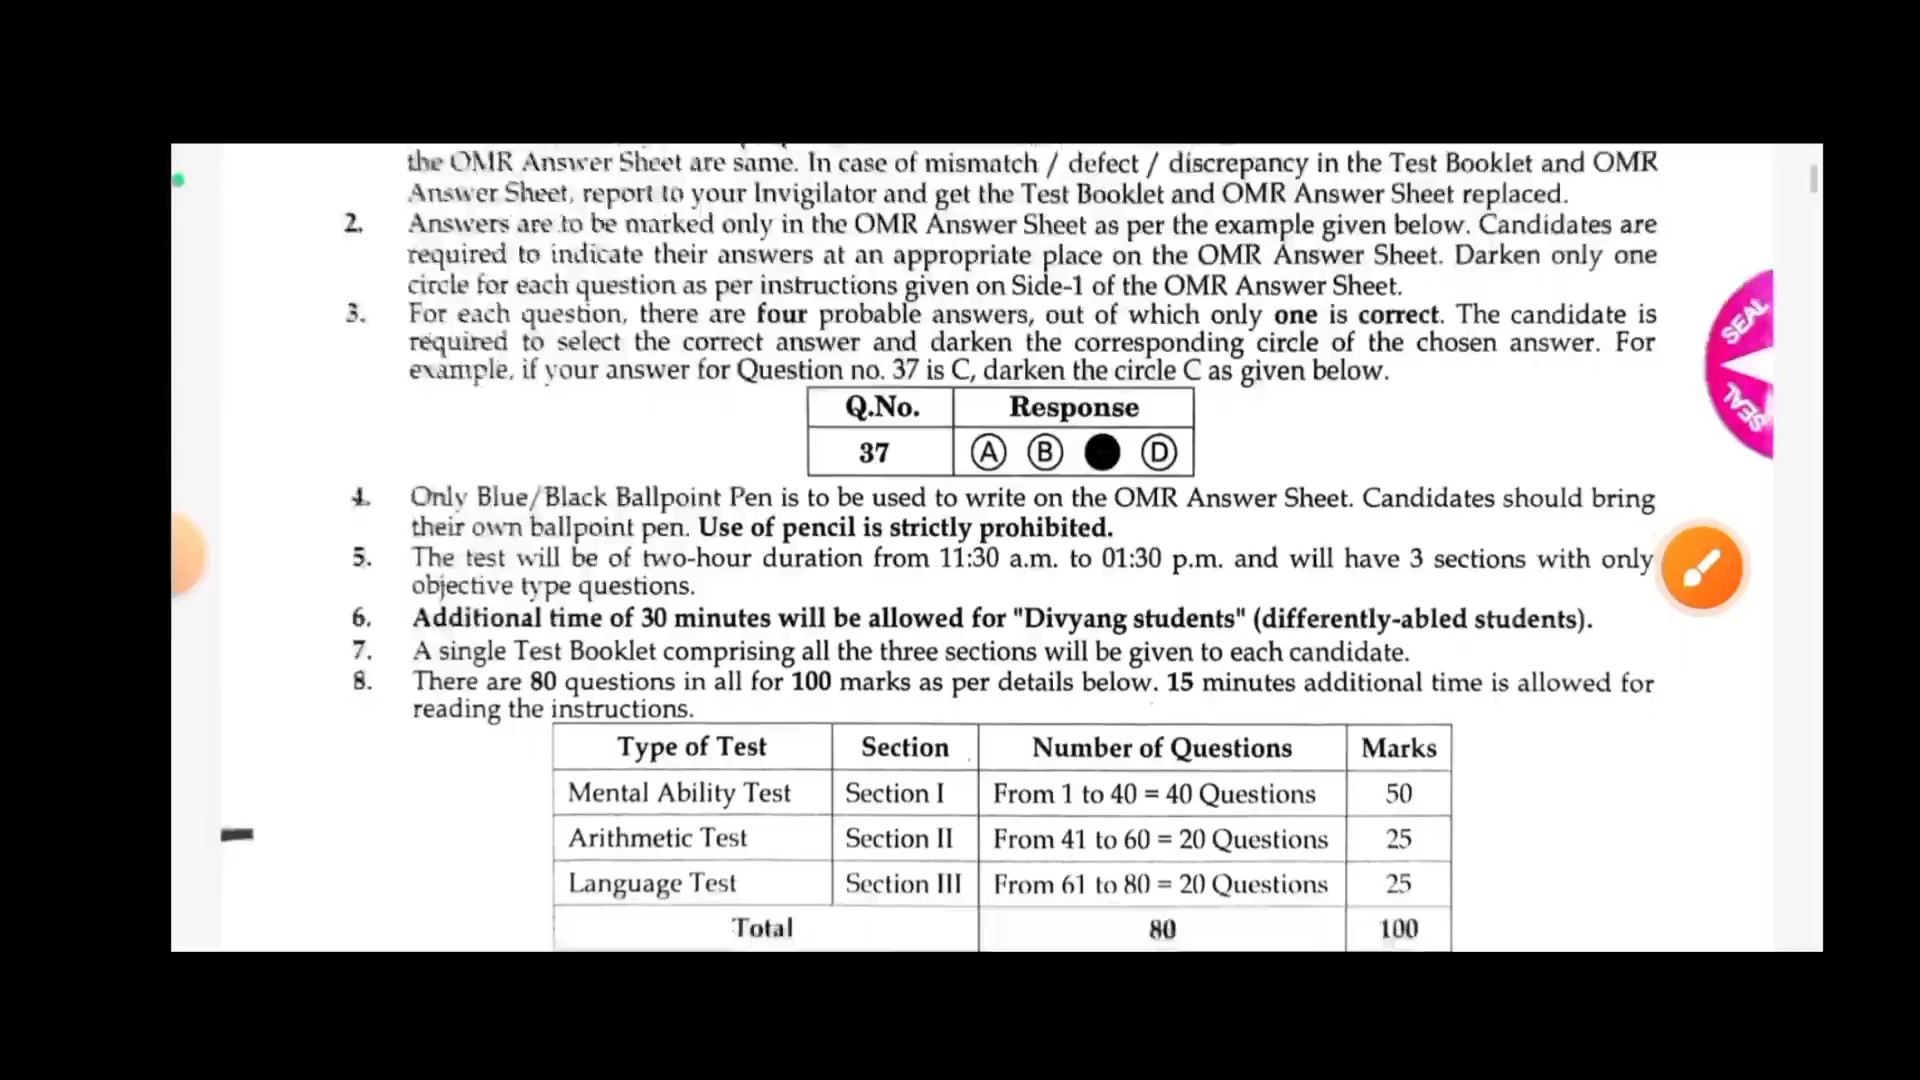 the OMR Answer Sheet are same. In case of mismatch / defect / discrepancy in the Test Booklet and OMR
Answer Sheet, report to your Invigilator and get the Test Booklet and OMR Answer Sheet replaced.
2. Answers are to be marked only in the OMR Answer Sheet as per the example given below. Candidates are
required to indicate their answers at an appropriate place on the OMR Answer Sheet. Darken only one
circle for each question as per instructions given on Side-1 of the OMR Answer Sheet.
3. For each question, there are four probable answers, out of which only one is correct. The candidate is
required to select the correct answer and darken the corresponding circle of the chosen answer. For
example, if your answer for Question no. 37 is C, darken the circle C as given below.
Q.No. Response
37 A B D
4. Only Blue/Black Ballpoint Pen is to be used to write on the OMR Answer Sheet. Candidates should bring
their own ballpoint pen. Use of pencil is strictly prohibited.
5. The test will be of two-hour duration from 11:30 a.m. to 01:30 p.m. and will have 3 sections with only
objective type questions.
6. Additional time of 30 minutes will be allowed for "Divyang students" (differently-abled students).
7. A single Test Booklet comprising all the three sections will be given to each candidate.
8. There are 80 questions in all for 100 marks as per details below. 15 minutes additional time is allowed for
reading the instructions.
Type of Test Section Number of Questions Marks
Mental Ability Test Section I From 1 to 40 = 40 Questions 50
Arithmetic Test Section II From 41 to 60 = 20 Questions 25
Language Test Section III From 61 to 80 = 20 Questions 25
Total 80 100
SEAL
SEAL